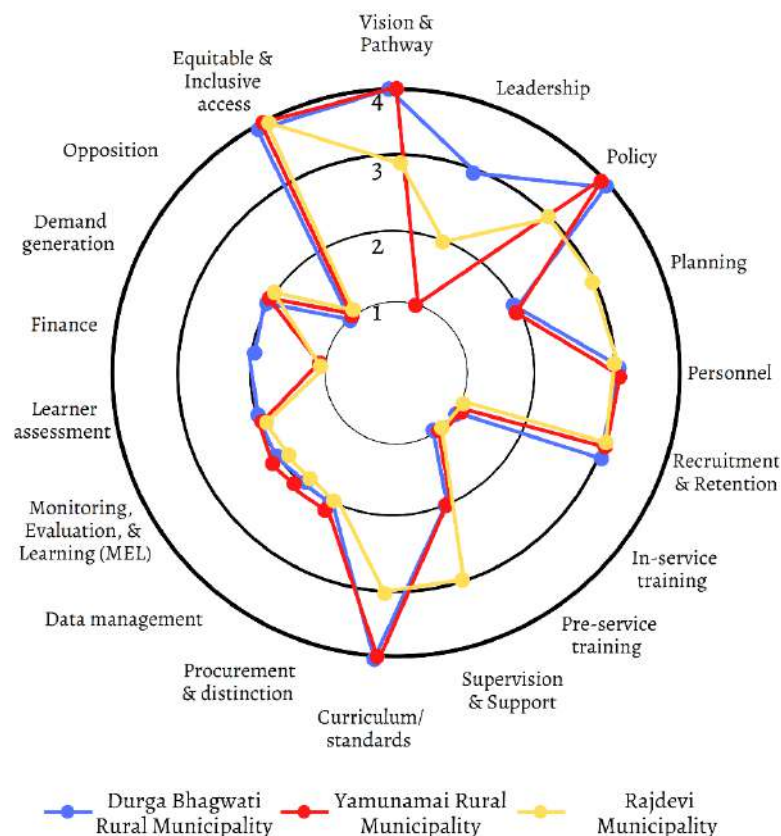 Vision &
Pathway
Leadership
Policy
Planning
Personnel
Recruitment
& Retention
In-service
training
Pre-service
training
Supervision
& Support
Curriculum/
standards
Procurement
& distinction
Data management
Monitoring,
Evaluation, &
Learning (MEL)
Learner
assessment
Finance
Demand
generation
Opposition
Equitable &
Inclusive
access
4
3
2
1
Durga Bhagwati
Rural Municipality
Yamunamai Rural
Municipality
Rajdevi
Municipality